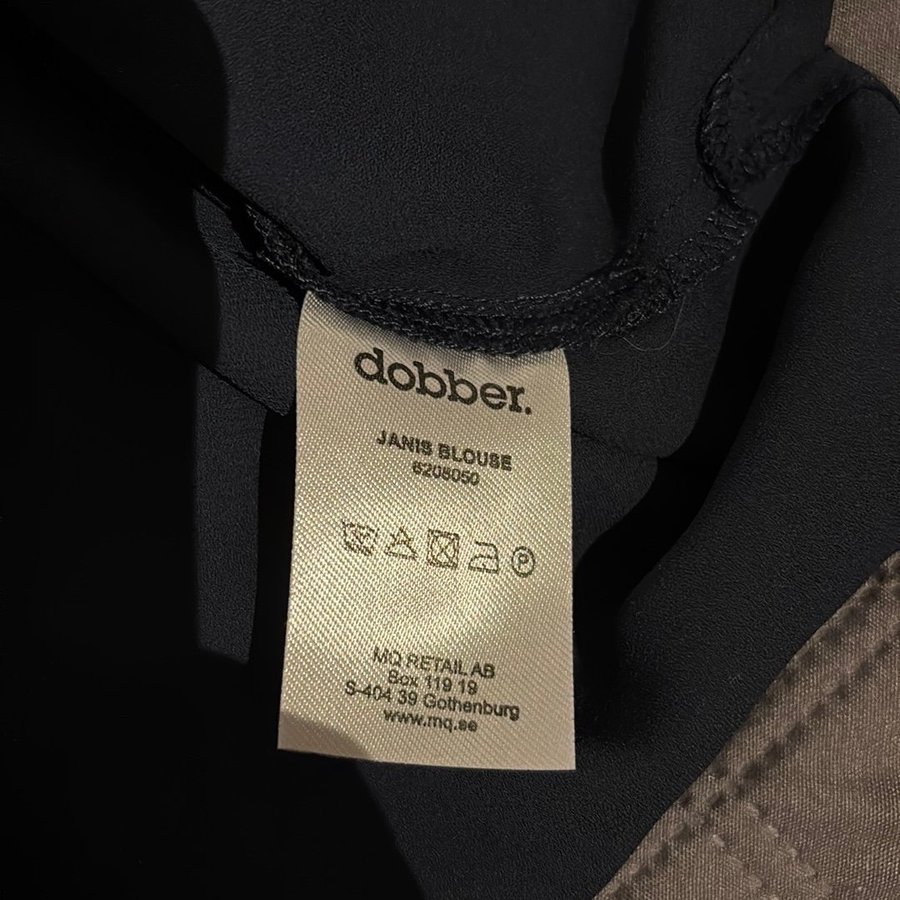 dobber.
JANIS BLOUSE
6208050
P
MQ RETAIL AB
Box 119 19
S-404 39 Gothenburg
www.mq.se